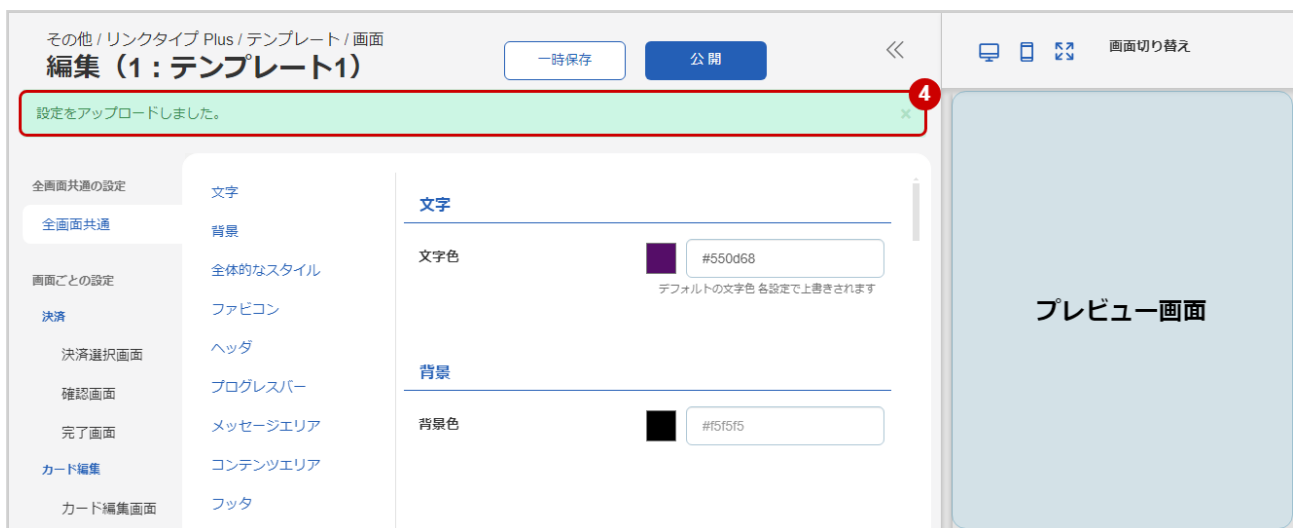 その他 / リンクタイプ Plus / テンプレート / 画面
編集（1：テンプレート1）
一時保存
公開
画面切り替え
4
設定をアップロードしました。
×
全画面共通の設定
全画面共通
画面ごとの設定
決済
決済選択画面
確認画面
完了画面
カード編集
カード編集画面
文字
背景
全体的なスタイル
ファビコン
ヘッダ
プログレスバー
メッセージエリア
コンテンツエリア
フッタ
文字
文字色
#550d68
デフォルトの文字色 各設定で上書きされます
背景
背景色
#f5f5f5
プレビュー画面